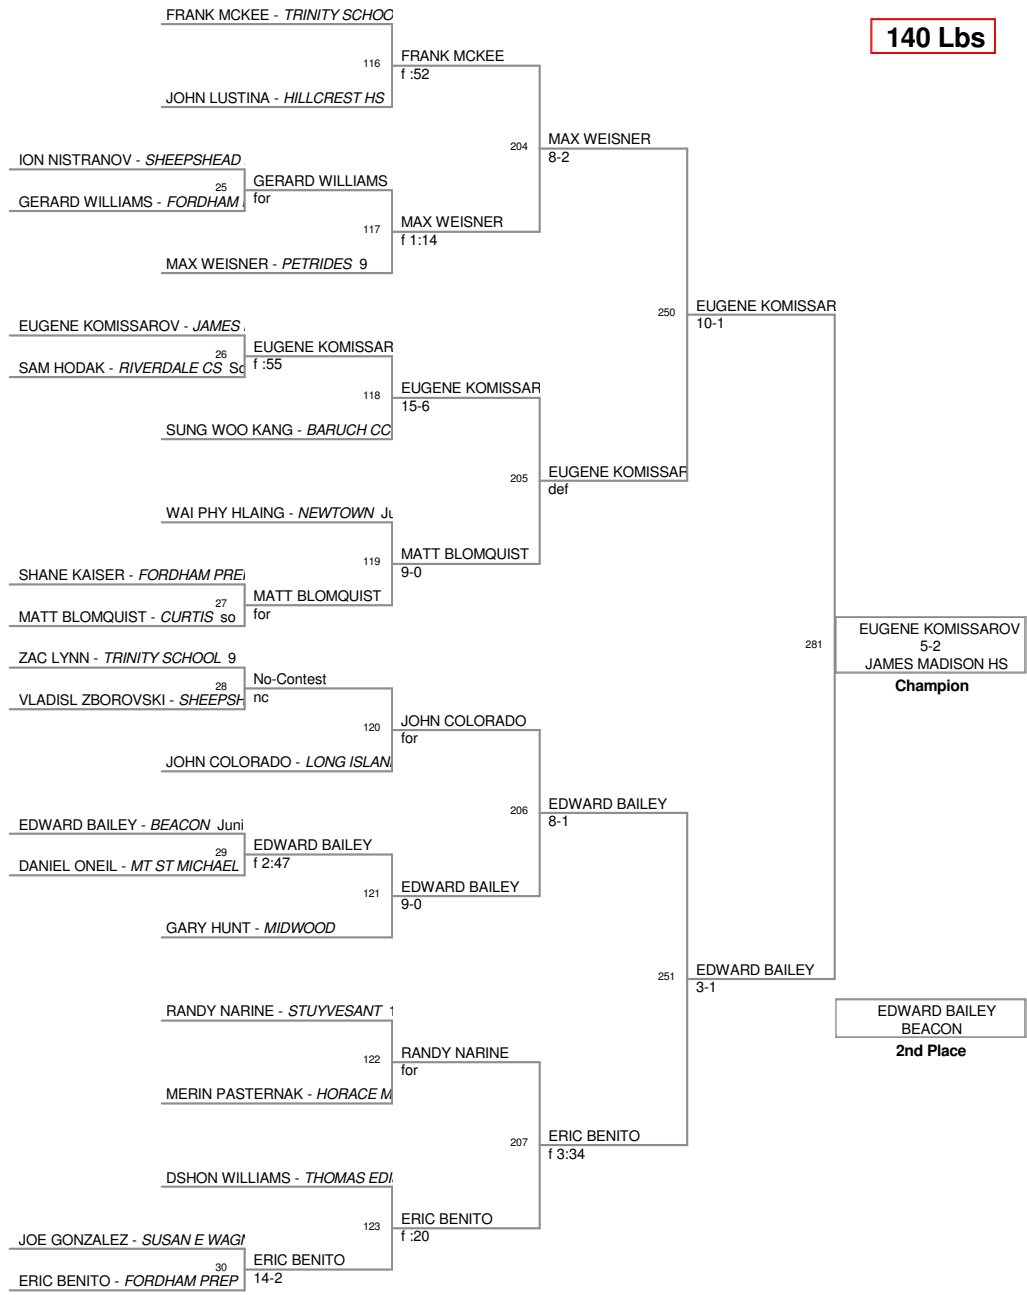 FRANK MCKEE - TRINITY SCHOO
140 Lbs
116
FRANK MCKEE
f :52
JOHN LUSTINA - HILLCREST HS
204
MAX WEISNER
8-2
ION NISTRANOV - SHEEPSHEAD
25
GERARD WILLIAMS
for
GERARD WILLIAMS - FORDHAM
117
MAX WEISNER
f 1:14
MAX WEISNER - PETRIDES 9
250
EUGENE KOMISSAR
10-1
EUGENE KOMISSAROV - JAMES
26
EUGENE KOMISSAR
f :55
SAM HODAK - RIVERDALE CS So
118
EUGENE KOMISSAR
15-6
SUNG WOO KANG - BARUCH CC
205
EUGENE KOMISSAR
def
WAI PHY HLAING - NEWTOWN Ju
119
MATT BLOMQUIST
9-0
SHANE KAISER - FORDHAM PRE
27
MATT BLOMQUIST
for
MATT BLOMQUIST - CURTIS so
281
EUGENE KOMISSAROV
5-2
JAMES MADISON HS
Champion
ZAC LYNN - TRINITY SCHOOL 9
28
No-Contest
nc
VLADISL ZBOROVSKI - SHEEPSH
120
JOHN COLORADO
for
JOHN COLORADO - LONG ISLAN
206
EDWARD BAILEY
8-1
EDWARD BAILEY - BEACON Juni
29
EDWARD BAILEY
f 2:47
DANIEL ONEIL - MT ST MICHAEL
121
EDWARD BAILEY
9-0
GARY HUNT - MIDWOOD
251
EDWARD BAILEY
3-1
EDWARD BAILEY
BEACON
2nd Place
RANDY NARINE - STUYVESANT 1
122
RANDY NARINE
for
MERIN PASTERNAK - HORACE M
207
ERIC BENITO
f 3:34
DSHON WILLIAMS - THOMAS EDI
123
ERIC BENITO
f :20
JOE GONZALEZ - SUSAN E WAGN
30
ERIC BENITO
14-2
ERIC BENITO - FORDHAM PREP